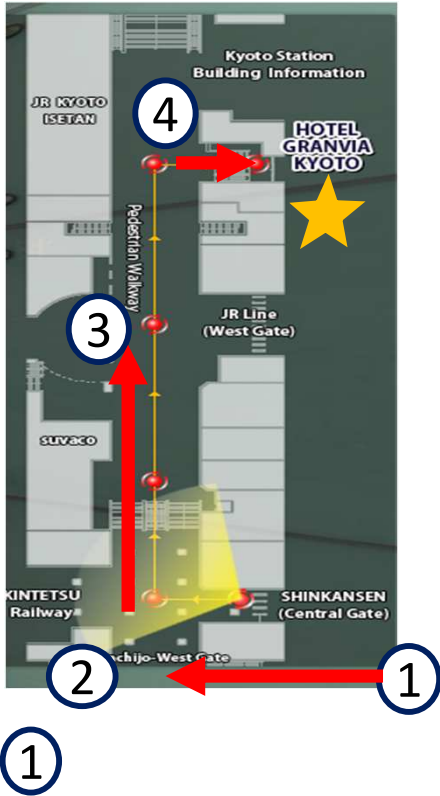 Kyoto Station
Building Information
JR KYOTO
ISETAN
4
HOTEL
GRANVIA
KYOTO
Pedestrian Walkway
3
JR Line
(West Gate)
suvaco
KINTETSU
Railway
SHINKANSEN
(Central Gate)
chijo-West Gate
2
1
1